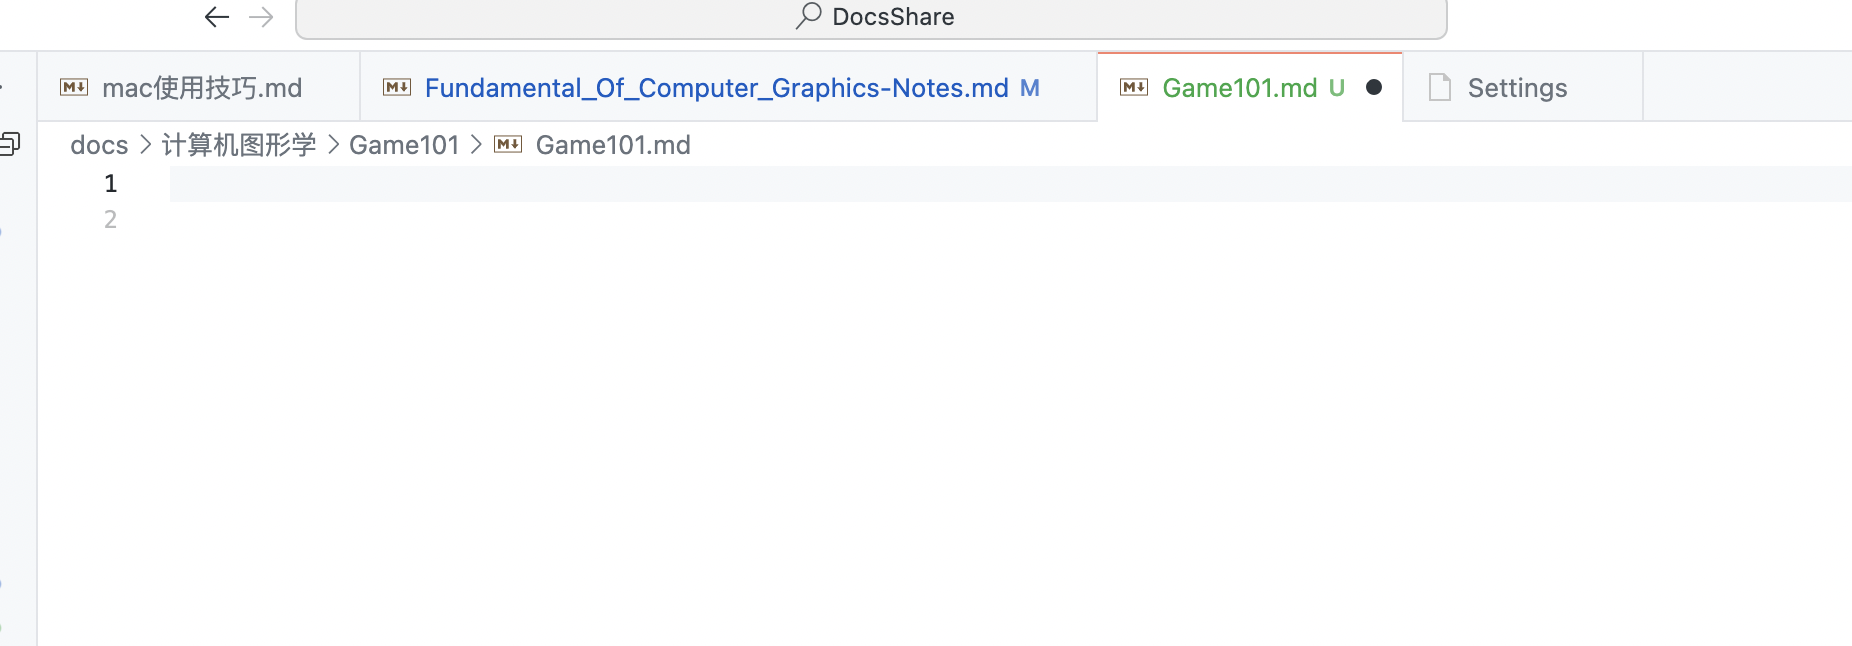 DocsShare
mac使用技巧.md Fundamental_Of_Computer_Graphics-Notes.md M Game101.md U Settings
docs > 计算机图形学 > Game101 > Game101.md
1
2